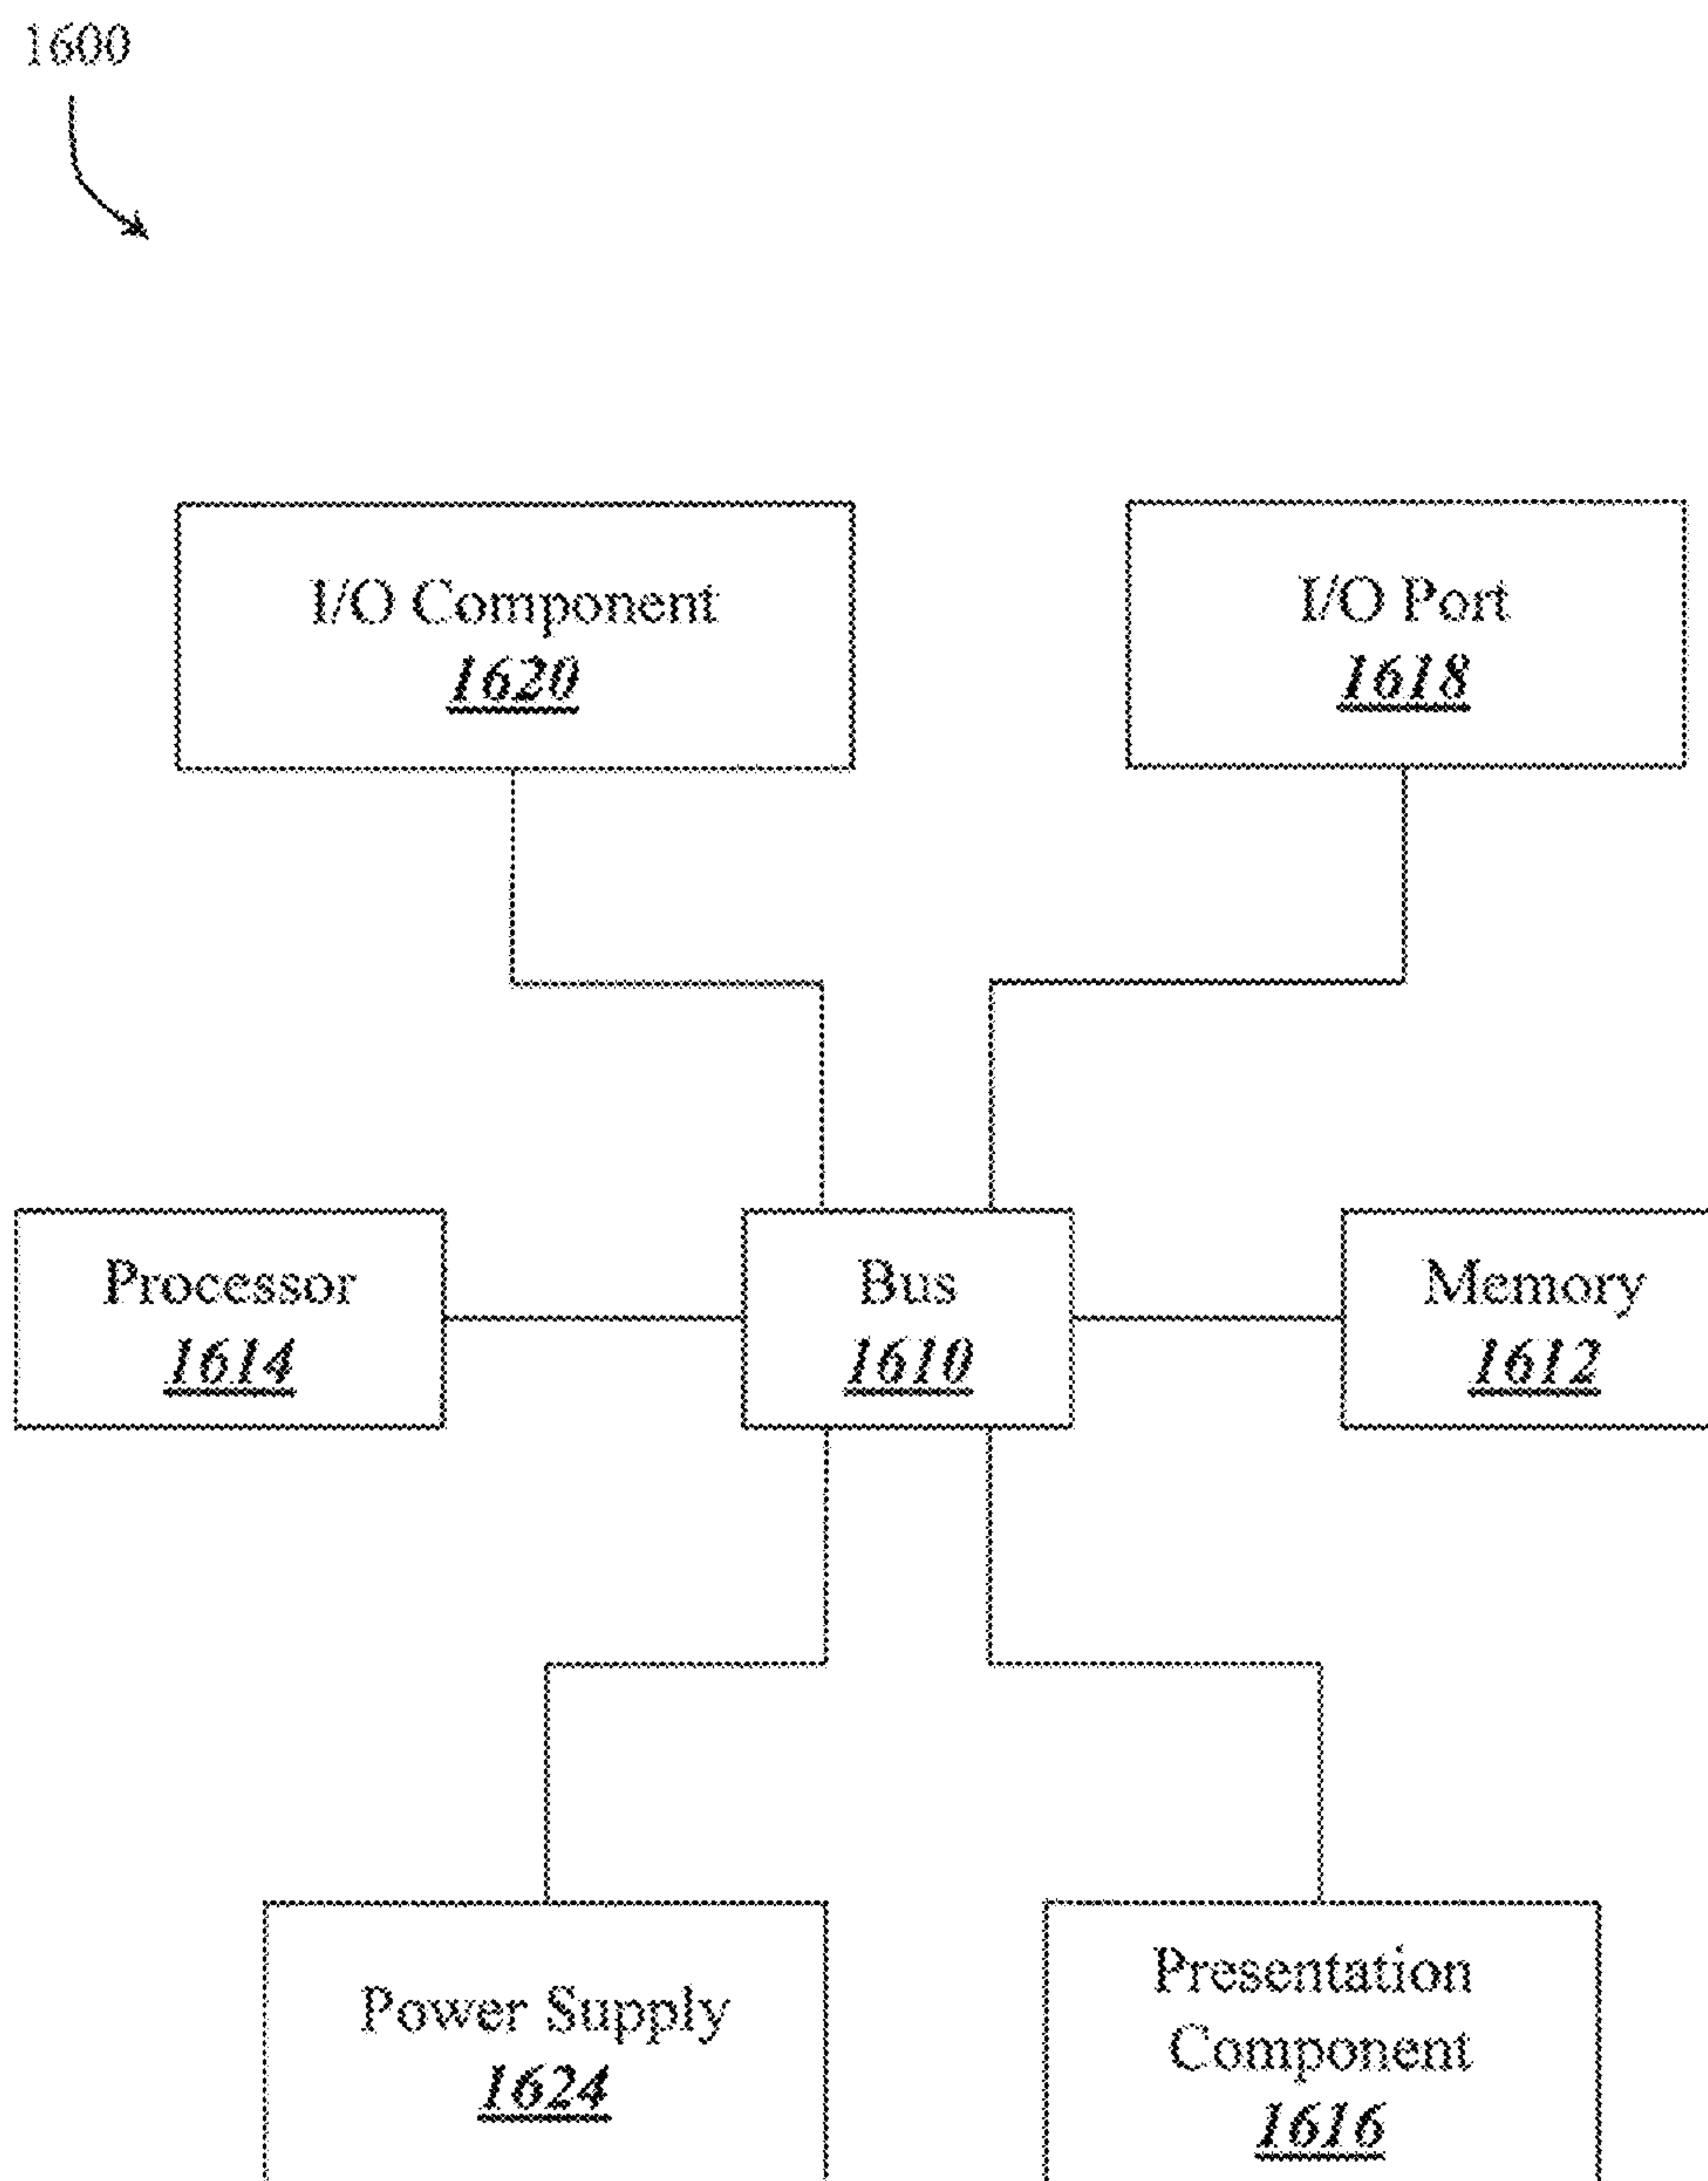 1600
I/O Component
1620
I/O Port
1618
Processor
1614
Bus
1610
Memory
1612
Power Supply
1624
Presentation
Component
1616